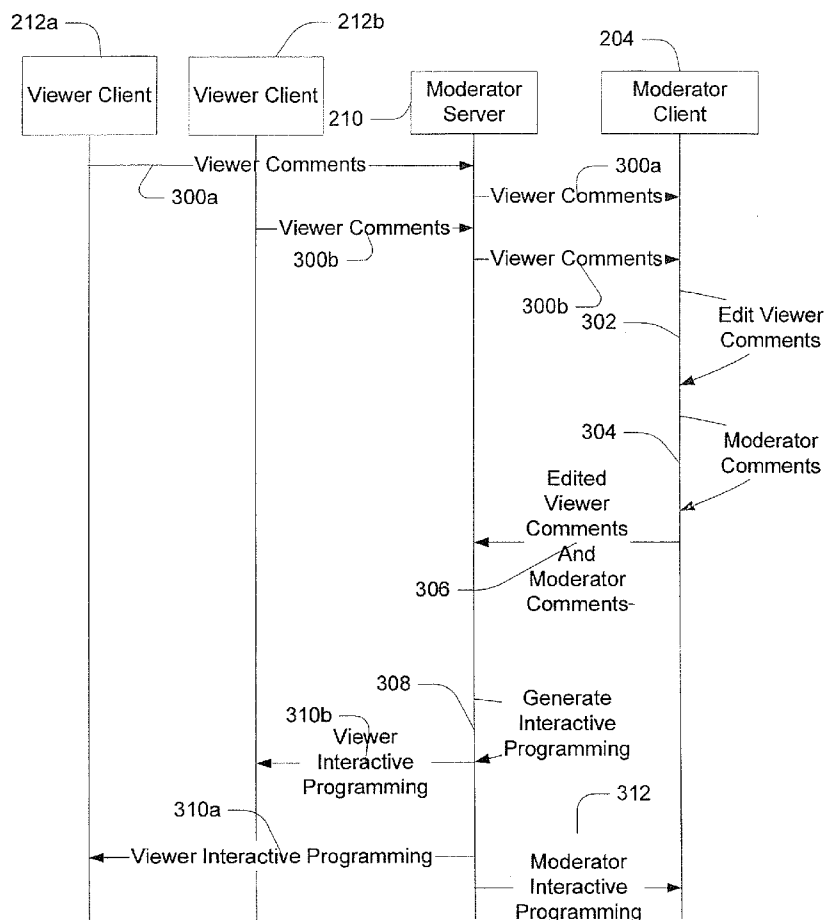 212a
212b
204
Viewer Client
Viewer Client
210
Moderator
Server
Moderator
Client
Viewer Comments
300a
300a
Viewer Comments
Viewer Comments
300b
Viewer Comments
300b
302
Edit Viewer
Comments
304
Moderator
Comments
Edited
Viewer
Comments
And
Moderator
Comments-
306
308
Generate
Interactive
Programming
310b
Viewer
Interactive
Programming
310a
Viewer Interactive Programming
312
Moderator
Interactive
Programming